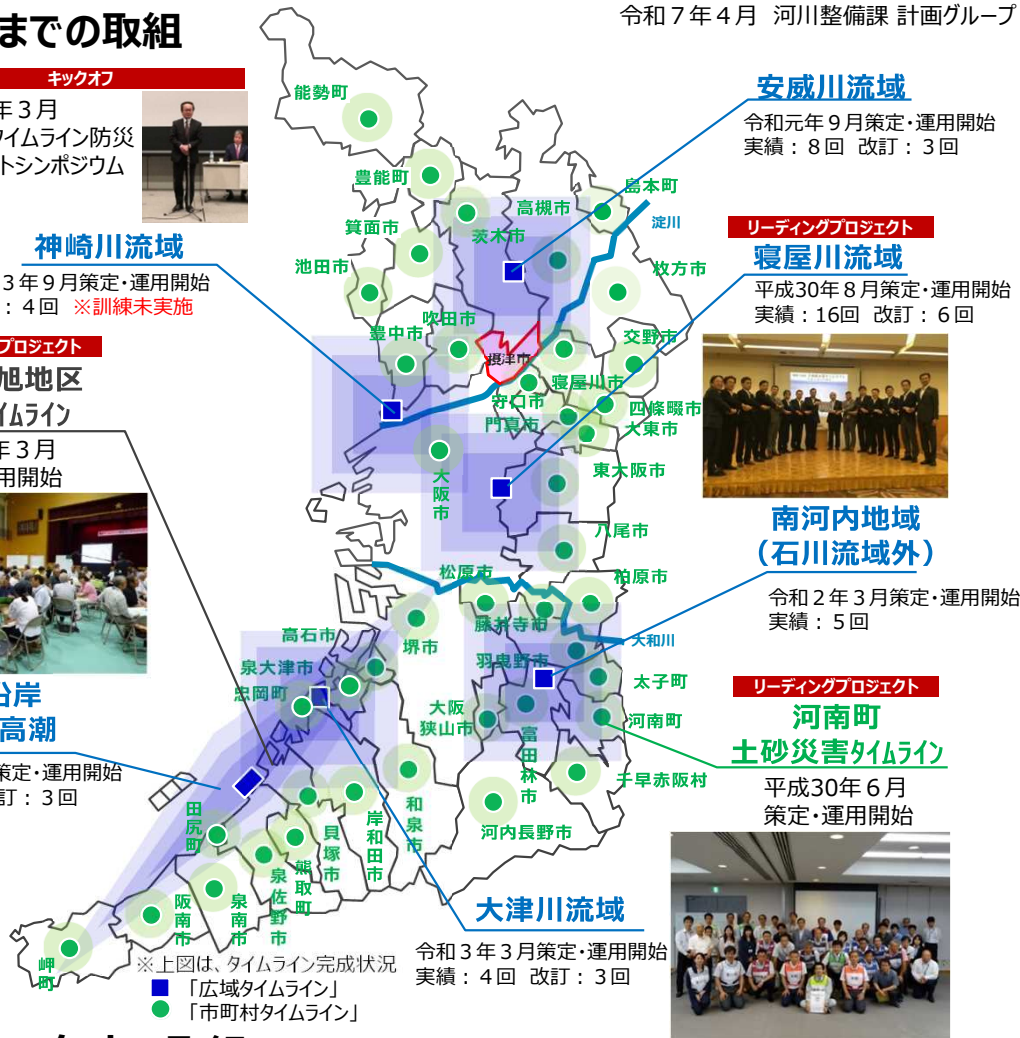 までの取組
令和７年４月 河川整備課 計画グループ
キックオフ
年３月
タイムライン防災
トシンポジウム
安威川流域
令和元年９月策定・運用開始
実績：８回 改訂：３回
神崎川流域
３年９月策定・運用開始
：４回 ※訓練未実施
リーディングプロジェクト
寝屋川流域
平成30年８月策定・運用開始
実績：16回 改訂：６回
プロジェクト
旭地区
イムライン
年３月
用開始
南河内地域
（石川流域外）
令和２年３月策定・運用開始
実績：５回
沿岸
高潮
策定・運用開始
訂：３回
リーディングプロジェクト
河南町
土砂災害タイムライン
平成30年６月
策定・運用開始
大津川流域
令和３年３月策定・運用開始
実績：４回 改訂：３回
能勢町
豊能町
島本町
高槻市
淀川
茨木市
箕面市
池田市
枚方市
吹田市
豊中市
交野市
摂津市
寝屋川市
守口市
四條畷市
門真市
大東市
東大阪市
大阪市
八尾市
松原市
柏原市
藤井寺市
堺市
大和川
高石市
羽曳野市
泉大津市
太子町
忠岡町
大阪
狭山市
河南町
富田林市
千早赤阪村
河内長野市
和泉市
岸和田市
貝塚市
熊取町
田尻町
泉佐野市
泉南市
阪南市
岬町
※上図は、タイムライン完成状況
「広域タイムライン」
「市町村タイムライン」